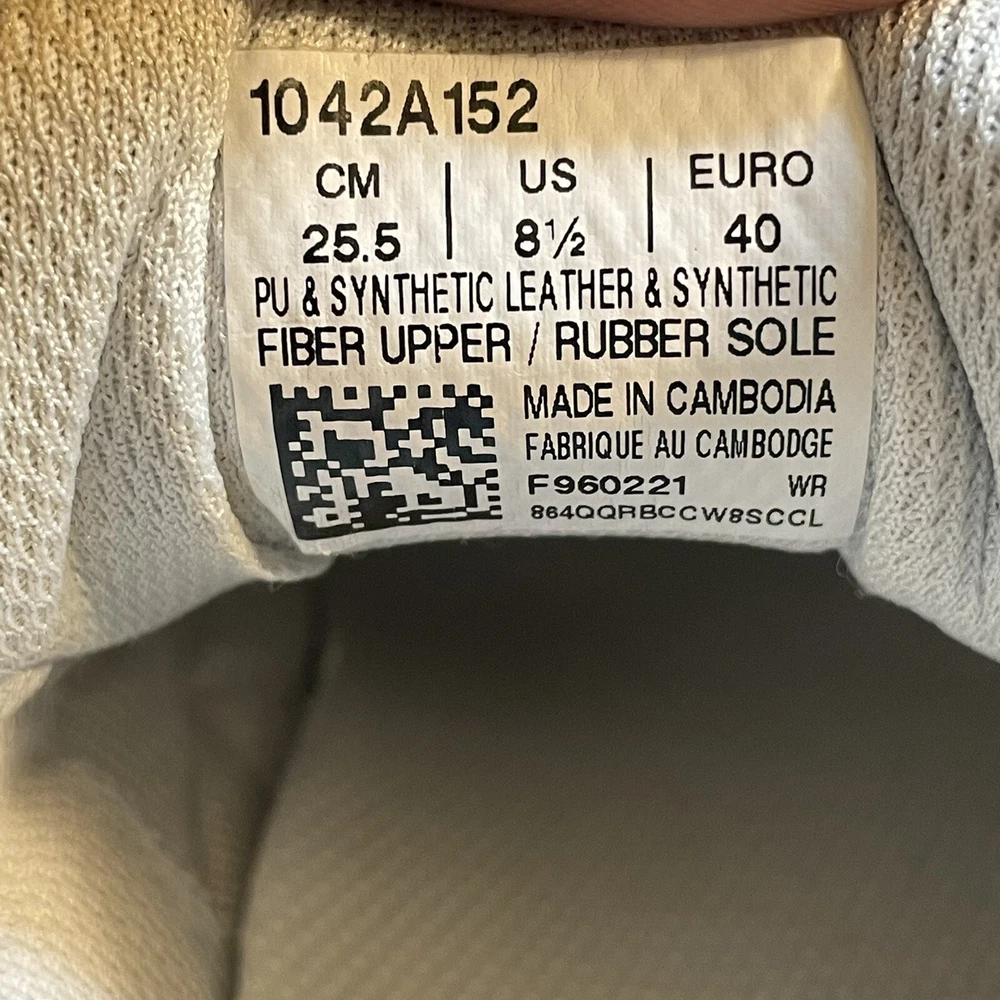 1042A152
CM | US | EURO
25.5 | 8½ | 40
PU & SYNTHETIC LEATHER & SYNTHETIC
FIBER UPPER / RUBBER SOLE
MADE IN CAMBODIA
FABRIQUE AU CAMBODGE
F960221 WR
864QQRBCCW8SCCL